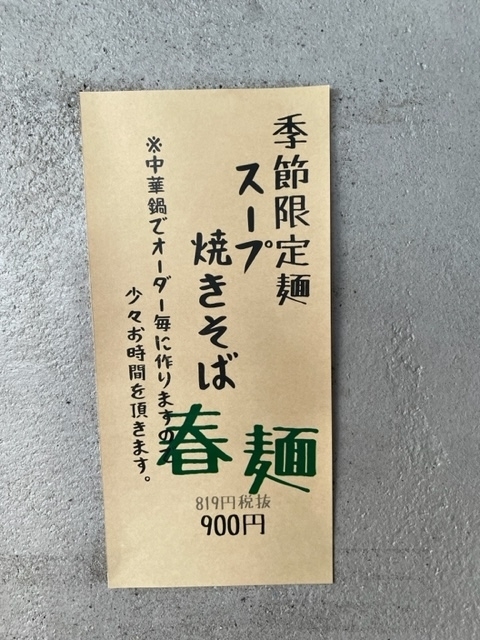 季節限定麺
スープ
焼きそば
※中華鍋でオーダー毎に作りますので
少々お時間を頂きます。
春麺
819円税抜
900円